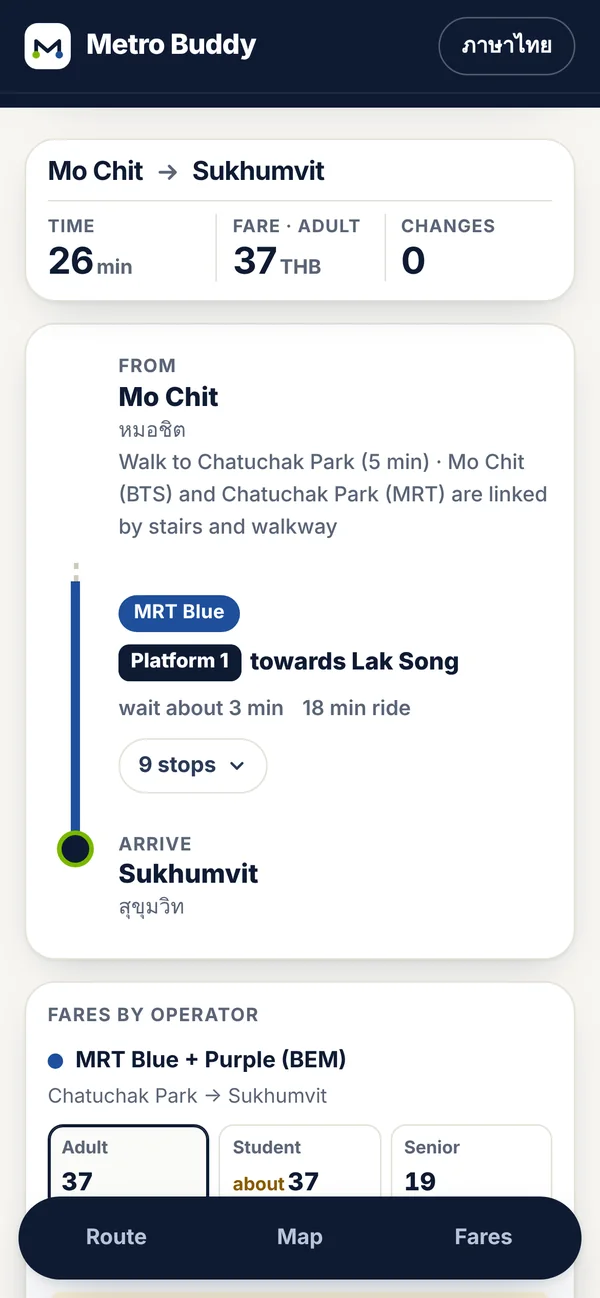 Metro Buddy
ภาษาไทย
Mo Chit → Sukhumvit
TIME
26 min
FARE · ADULT
37 THB
CHANGES
0
FROM
Mo Chit
หมอชิต
Walk to Chatuchak Park (5 min) · Mo Chit
(BTS) and Chatuchak Park (MRT) are linked
by stairs and walkway
MRT Blue
Platform 1 towards Lak Song
wait about 3 min 18 min ride
9 stops
ARRIVE
Sukhumvit
สุขุมวิท
FARES BY OPERATOR
MRT Blue + Purple (BEM)
Chatuchak Park → Sukhumvit
Adult
37
Student
about 37
Senior
19
Route
Map
Fares